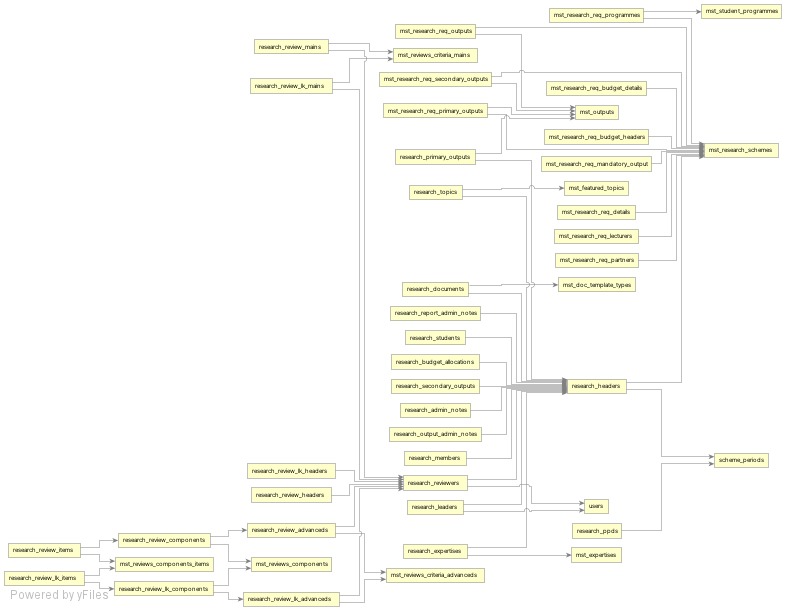 mst_research_req_programmes
mst_student_programmes
mst_research_req_outputs
research_review_mains
mst_reviews_criteria_mains
mst_research_req_secondary_outputs
research_review_lk_mains
mst_research_req_budget_details
mst_research_req_primary_outputs
mst_outputs
mst_research_req_budget_headers
mst_research_schemes
research_primary_outputs
mst_research_req_mandatory_output
research_topics
mst_featured_topics
mst_research_req_details
mst_research_req_lecturers
mst_research_req_partners
research_documents
mst_doc_template_types
research_report_admin_notes
research_students
research_budget_allocations
research_secondary_outputs
research_headers
research_admin_notes
research_output_admin_notes
research_members
scheme_periods
research_review_lk_headers
research_reviewers
research_review_headers
research_leaders
users
research_review_advanceds
research_ppds
research_review_components
research_review_items
research_expertises
mst_expertises
mst_reviews_components_items
mst_reviews_components
research_review_lk_items
mst_reviews_criteria_advanceds
research_review_lk_components
research_review_lk_advanceds
Powered by yFiles